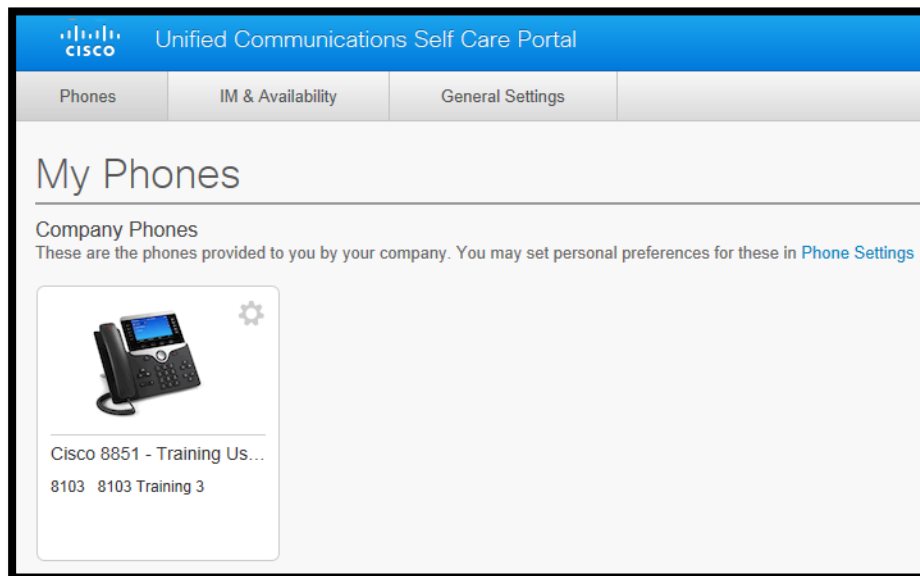 CISCO
Unified Communications Self Care Portal
Phones
IM & Availability
General Settings
My Phones
Company Phones
These are the phones provided to you by your company. You may set personal preferences for these in Phone Settings
Cisco 8851 - Training Us...
8103 8103 Training 3